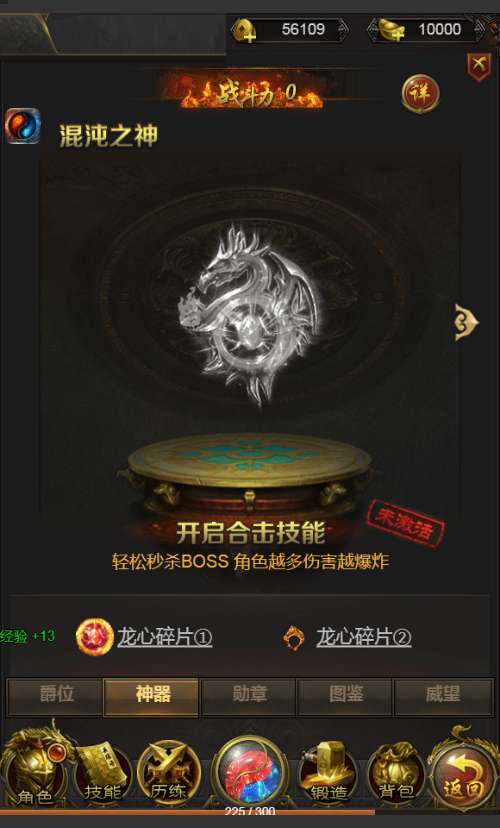 56109
10000
战斗力 0
详
混沌之神
未激活
开启合击技能
轻松秒杀BOSS 角色越多伤害越爆炸
经验 +13
龙心碎片①
龙心碎片②
爵位
神器
勋章
图鉴
威望
角色
技能
历练
锻造
背包
返回
225 / 300